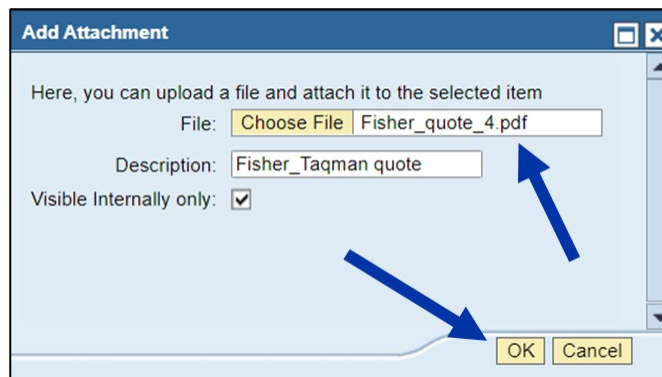 Add Attachment
Here, you can upload a file and attach it to the selected item
File: Choose File Fisher_quote_4.pdf
Description: Fisher_Taqman quote
Visible Internally only:
OK Cancel